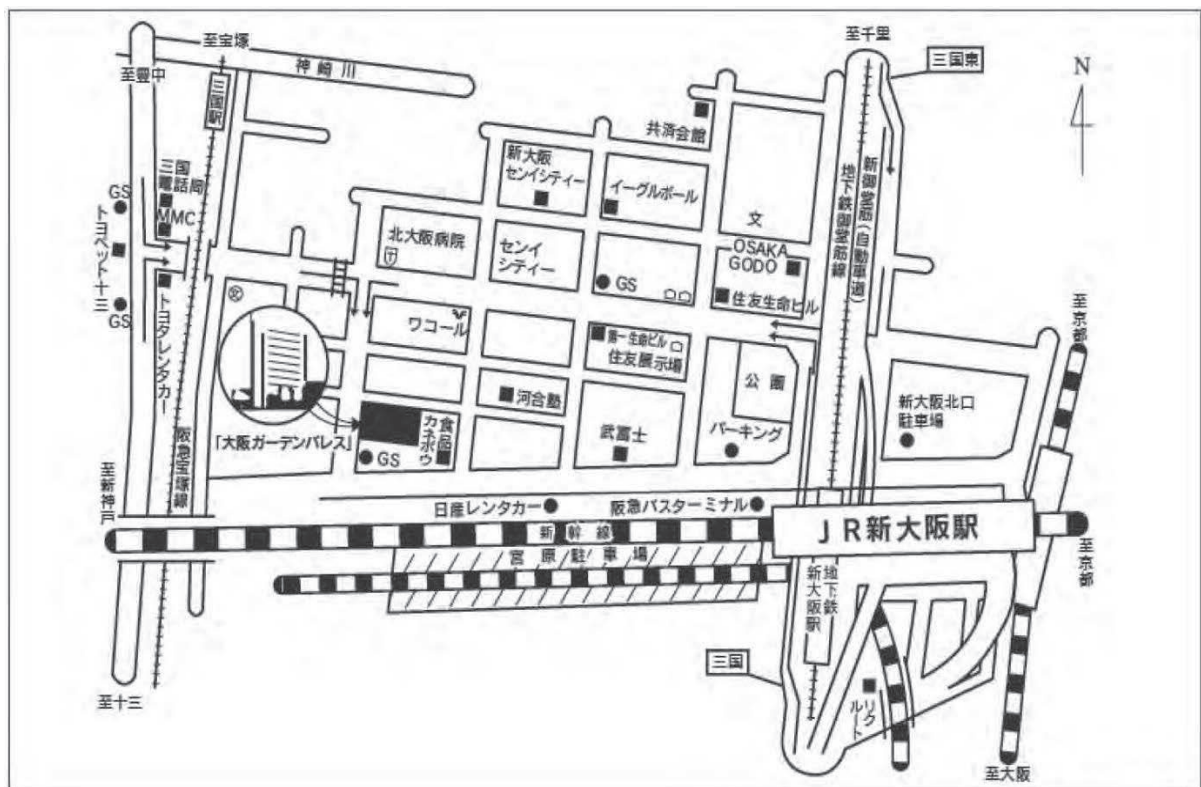 至宝塚
至千里
三国東
神崎川
至豊中
N
三国駅
共済会館
新大阪
センイシティー
イーグルボール
三国
電話局
GS
MMC
文
新御堂筋(自動車道)
地下鉄御堂筋線
北大阪病院
センイ
シティー
OSAKA
GODO
トヨペット十三
GS
住友生命ビル
至京都
文
GS
トヨタレンタカー
ワコール
第一生命ビル
住友展示場
公園
河合塾
新大阪北口
駐車場
「大阪ガーデンパレス」
食品
カネボウ
武富士
パーキング
GS
阪急宝塚線
至新神戸
日産レンタカー
阪急バスターミナル
新幹線
JR新大阪駅
宮原駐車場
至京都
地下鉄
新大阪駅
三国
リク
ルート
至十三
至大阪